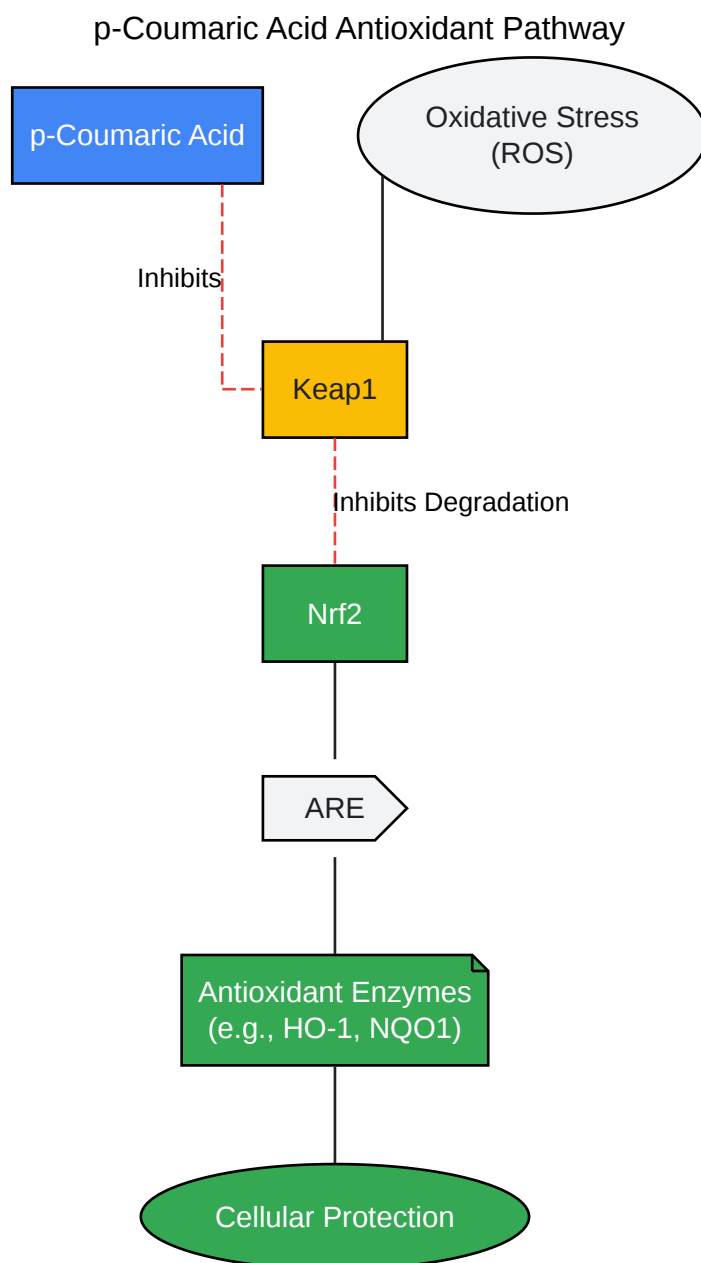 p-Coumaric Acid Antioxidant Pathway
p-Coumaric Acid
Oxidative Stress
(ROS)
Inhibits
Keap1
Inhibits Degradation
Nrf2
ARE
Antioxidant Enzymes
(e.g., HO-1, NQO1)
Cellular Protection